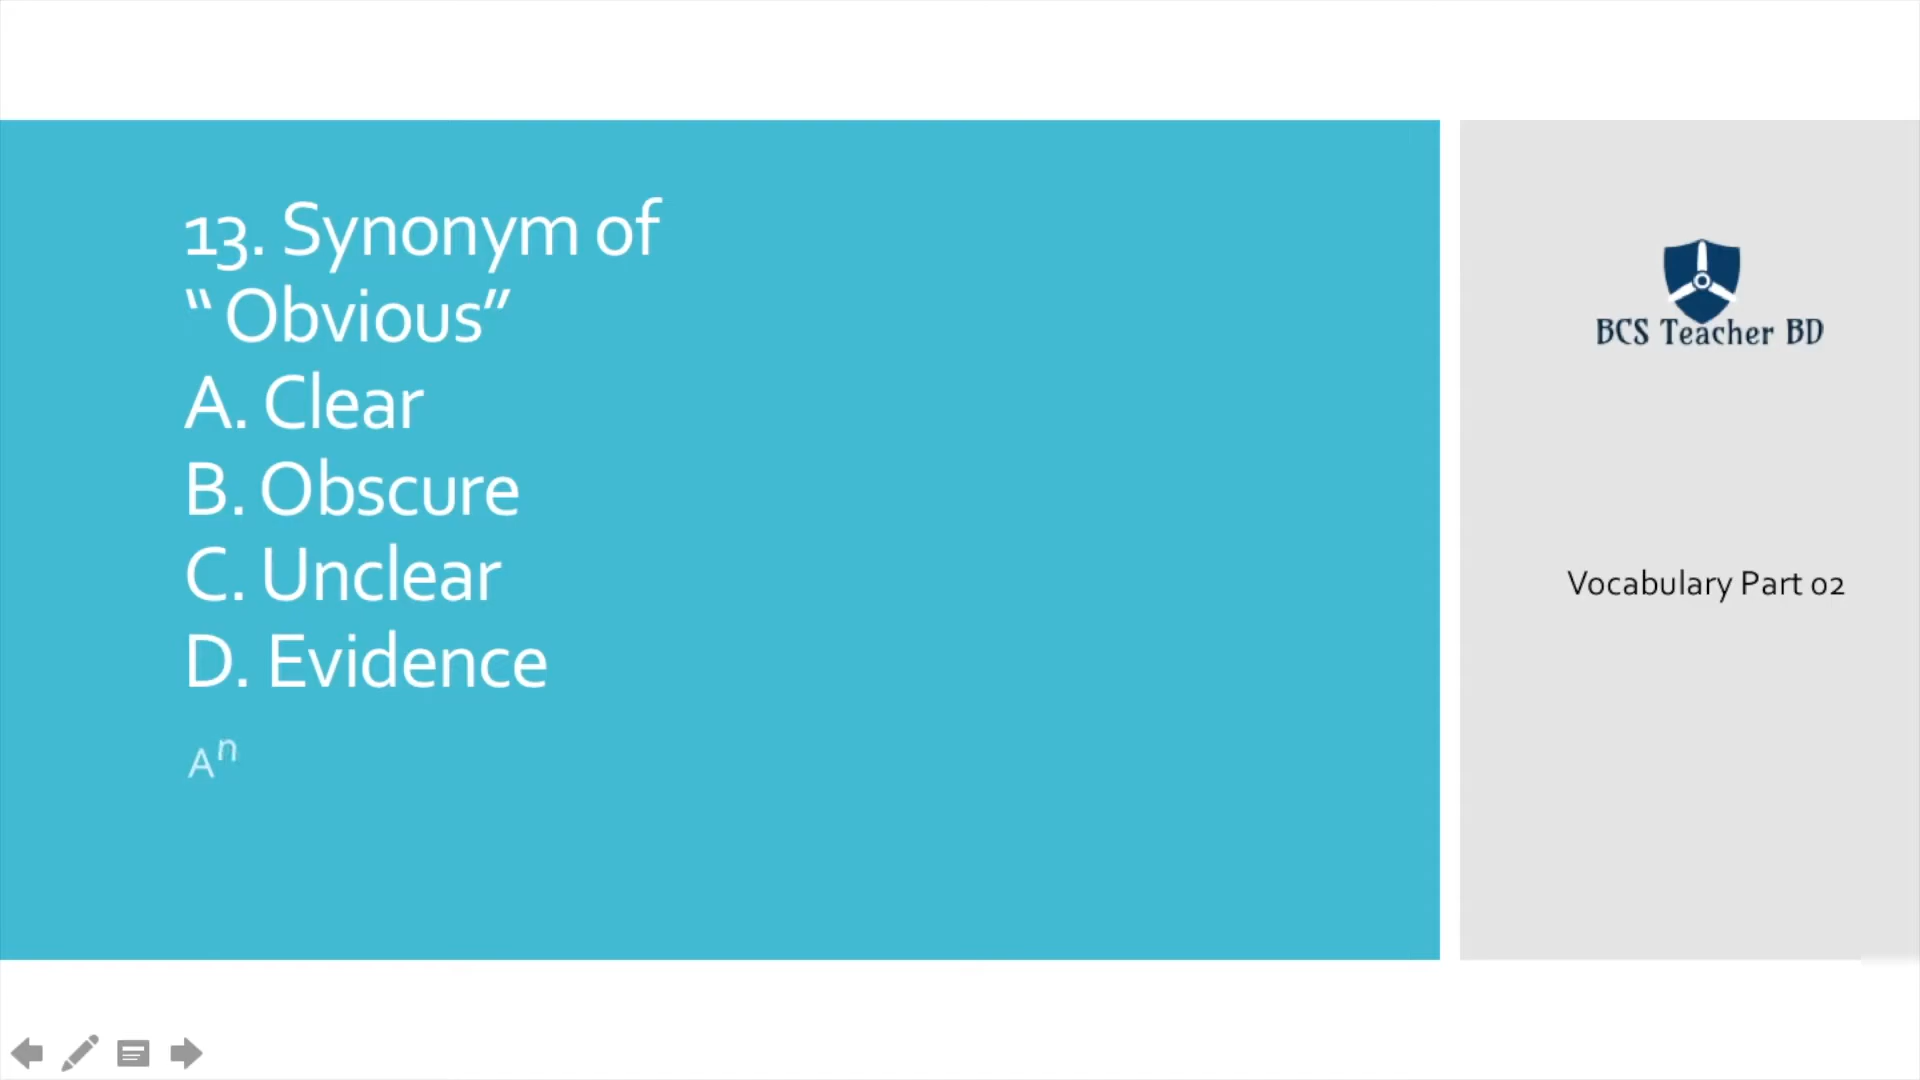 13. Synonym of
“ Obvious”
A. Clear
B. Obscure
C. Unclear
D. Evidence
An
BCS Teacher BD
Vocabulary Part 02